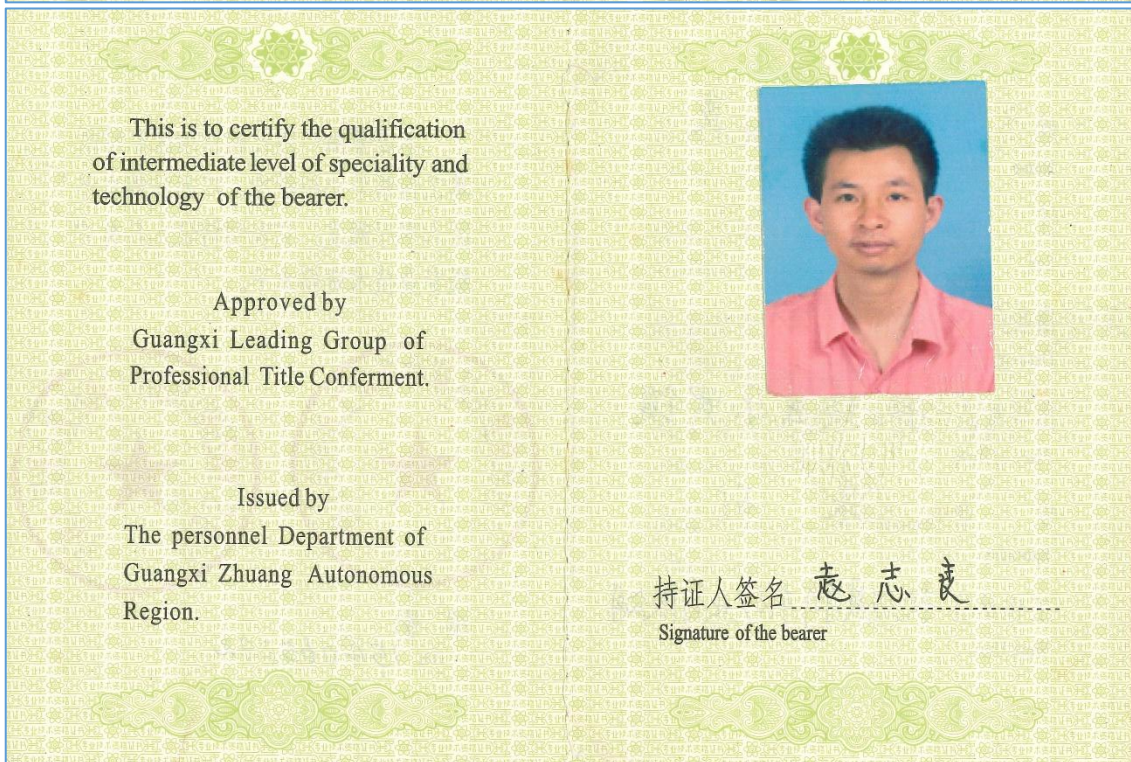 This is to certify the qualification
of intermediate level of speciality and
technology of the bearer.
Approved by
Guangxi Leading Group of
Professional Title Conferment.
Issued by
The personnel Department of
Guangxi Zhuang Autonomous
Region.
持证人签名 赵志
Signature of the bearer